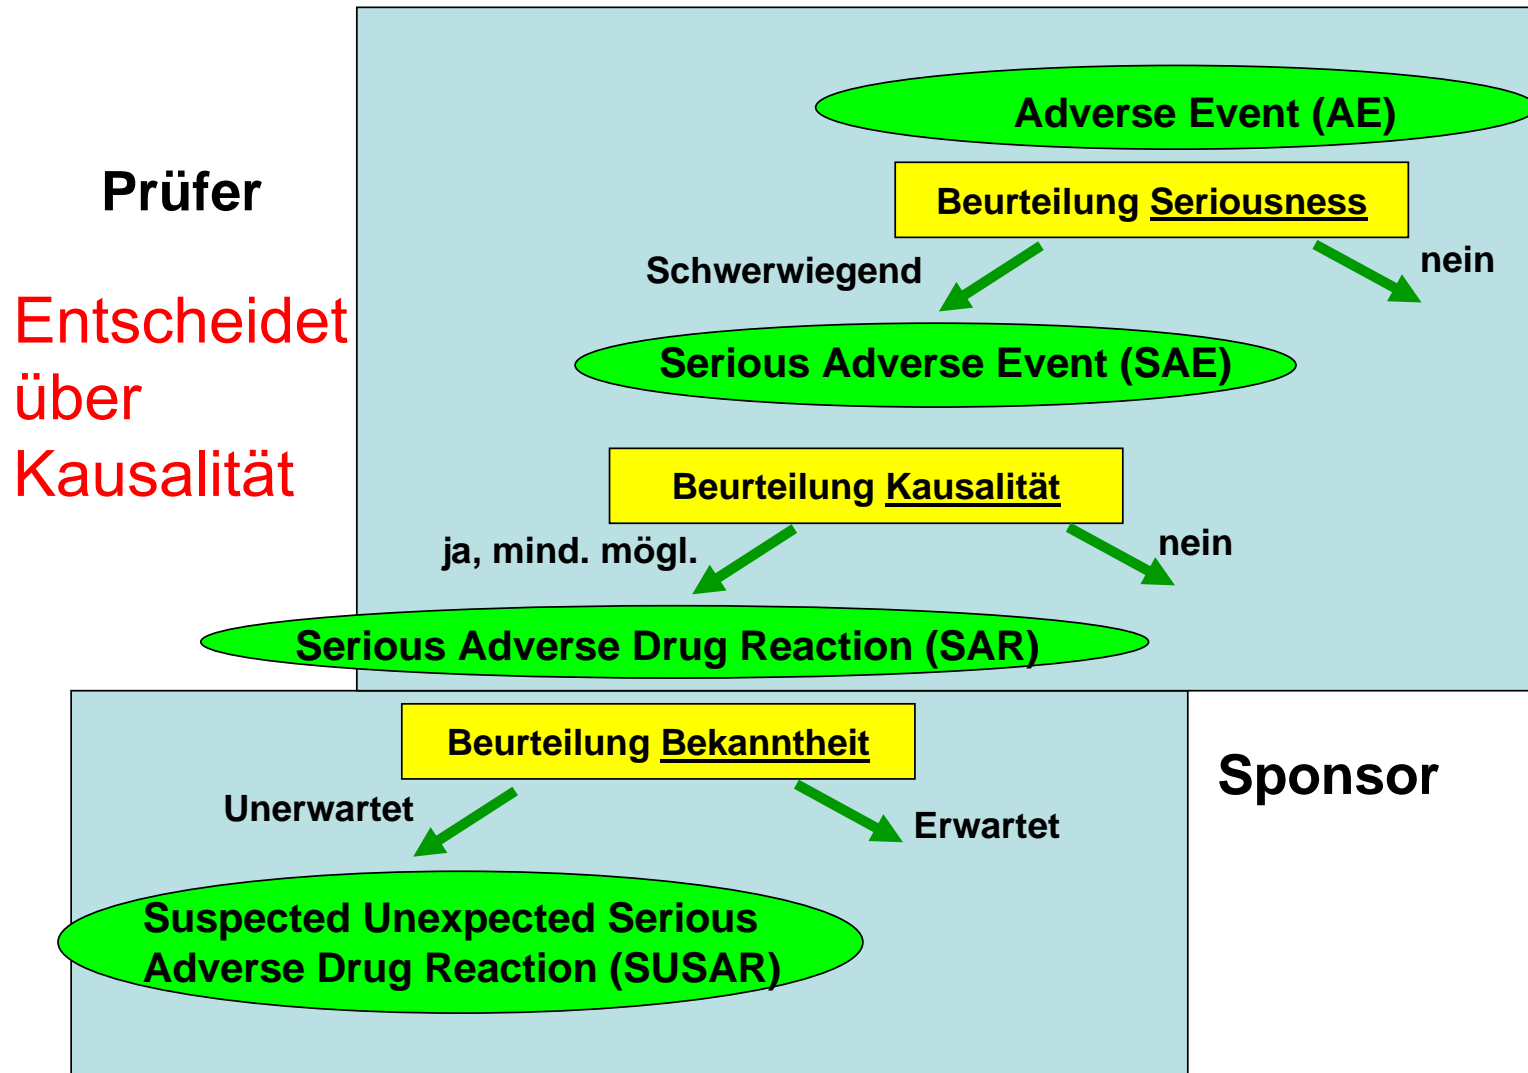 Adverse Event (AE)
Prüfer
Beurteilung Seriousness
Schwerwiegend
nein
Entscheidet
über
Kausalität
Serious Adverse Event (SAE)
Beurteilung Kausalität
ja, mind. mögl.
nein
Serious Adverse Drug Reaction (SAR)
Beurteilung Bekanntheit
Sponsor
Unerwartet
Erwartet
Suspected Unexpected Serious
Adverse Drug Reaction (SUSAR)